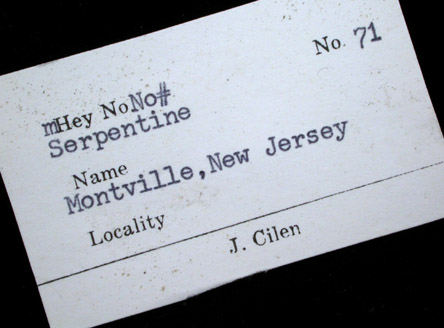 No. 71
mHey NoNo#
Serpentine
Name
Montville,New Jersey
Locality
J. Cilen